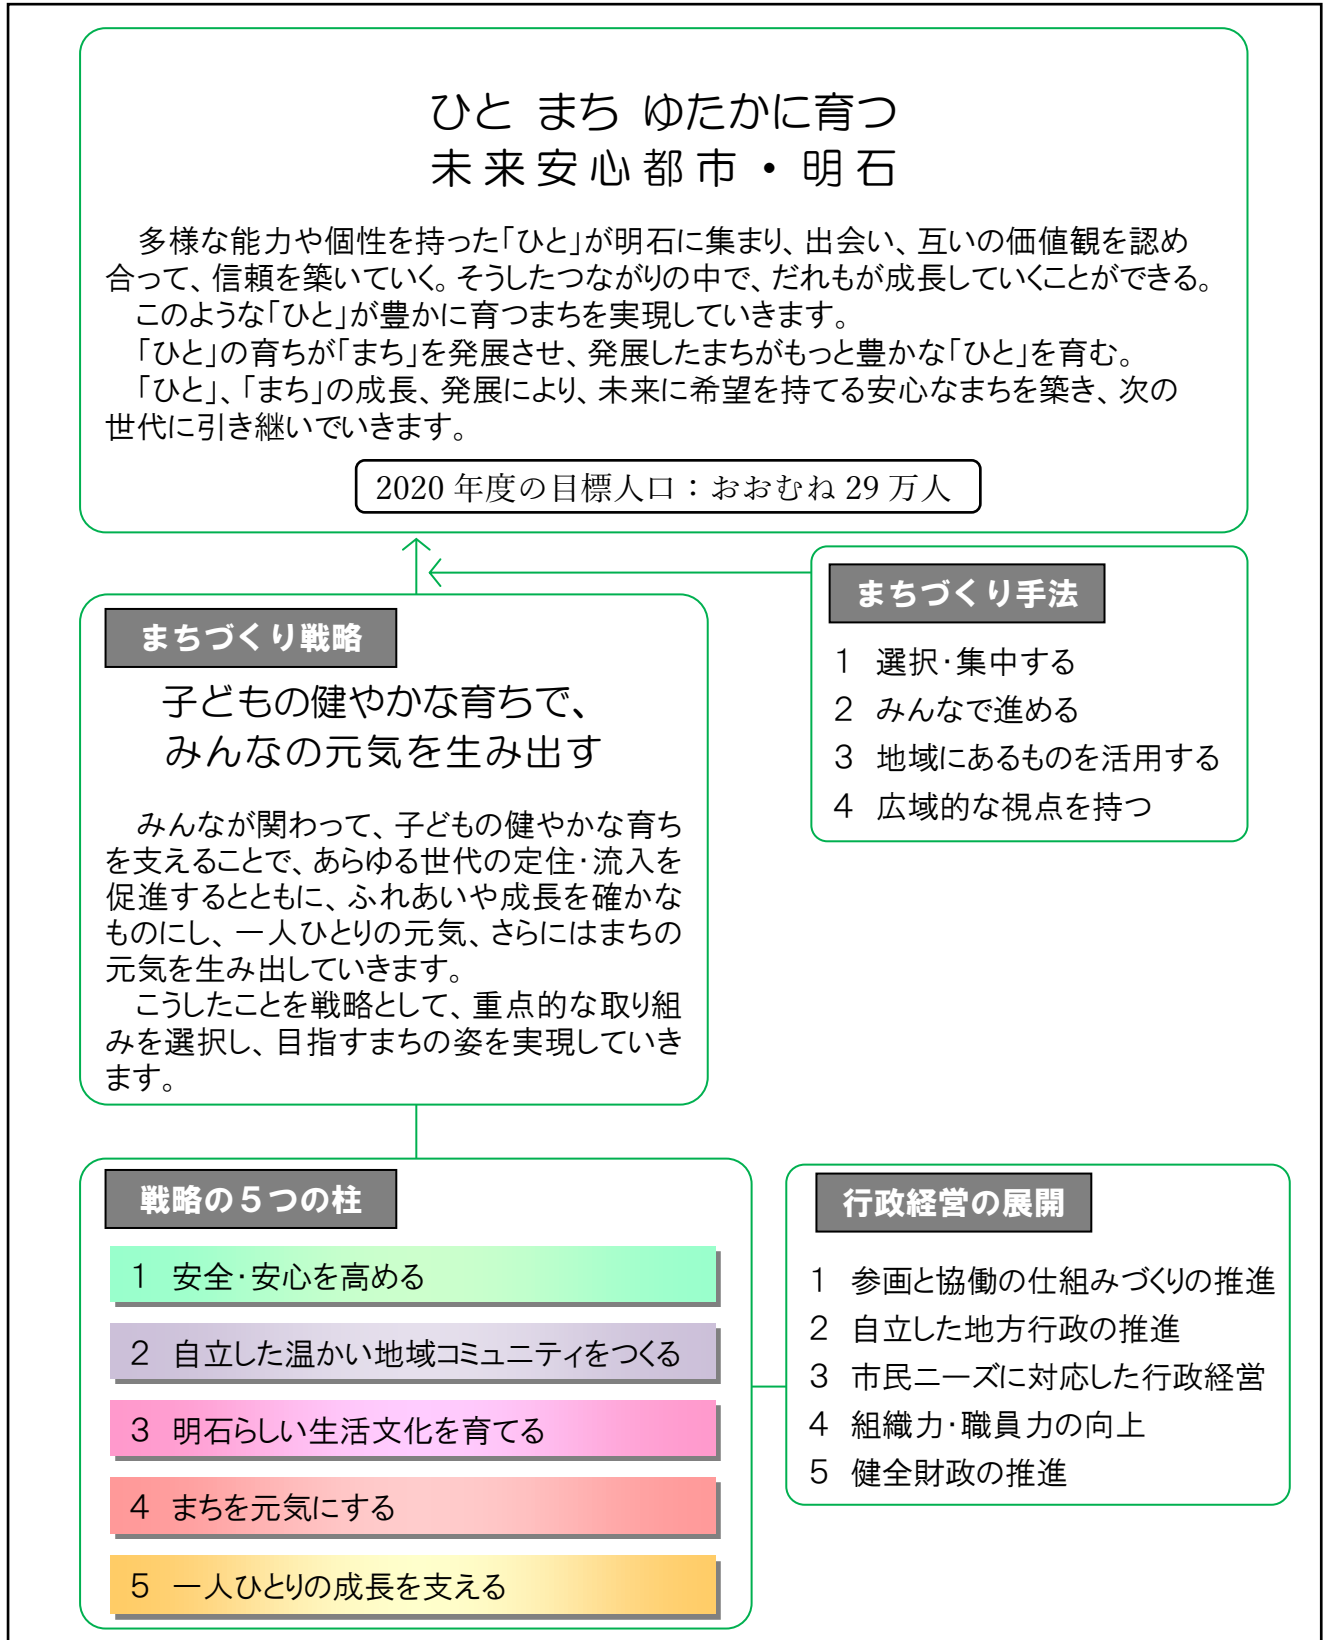 ひと まち ゆたかに育つ
未来安心都市・明石
多様な能力や個性を持った「ひと」が明石に集まり、出会い、互いの価値観を認め
合って、信頼を築いていく。そうしたつながりの中で、だれもが成長していくことができる。
このような「ひと」が豊かに育つまちを実現していきます。
「ひと」の育ちが「まち」を発展させ、発展したまちがもっと豊かな「ひと」を育む。
「ひと」、「まち」の成長、発展により、未来に希望を持てる安心なまちを築き、次の
世代に引き継いでいきます。
2020 年度の目標人口：おおむね 29 万人
まちづくり手法
1 選択・集中する
2 みんなで進める
3 地域にあるものを活用する
4 広域的な視点を持つ
まちづくり戦略
子どもの健やかな育ちで、
みんなの元気を生み出す
みんなが関わって、子どもの健やかな育ち
を支えることで、あらゆる世代の定住・流入を
促進するとともに、ふれあいや成長を確かな
ものにし、一人ひとりの元気、さらにはまちの
元気を生み出していきます。
こうしたことを戦略として、重点的な取り組
みを選択し、目指すまちの姿を実現していき
ます。
戦略の５つの柱
1 安全・安心を高める
2 自立した温かい地域コミュニティをつくる
3 明石らしい生活文化を育てる
4 まちを元気にする
5 一人ひとりの成長を支える
行政経営の展開
1 参画と協働の仕組みづくりの推進
2 自立した地方行政の推進
3 市民ニーズに対応した行政経営
4 組織力・職員力の向上
5 健全財政の推進